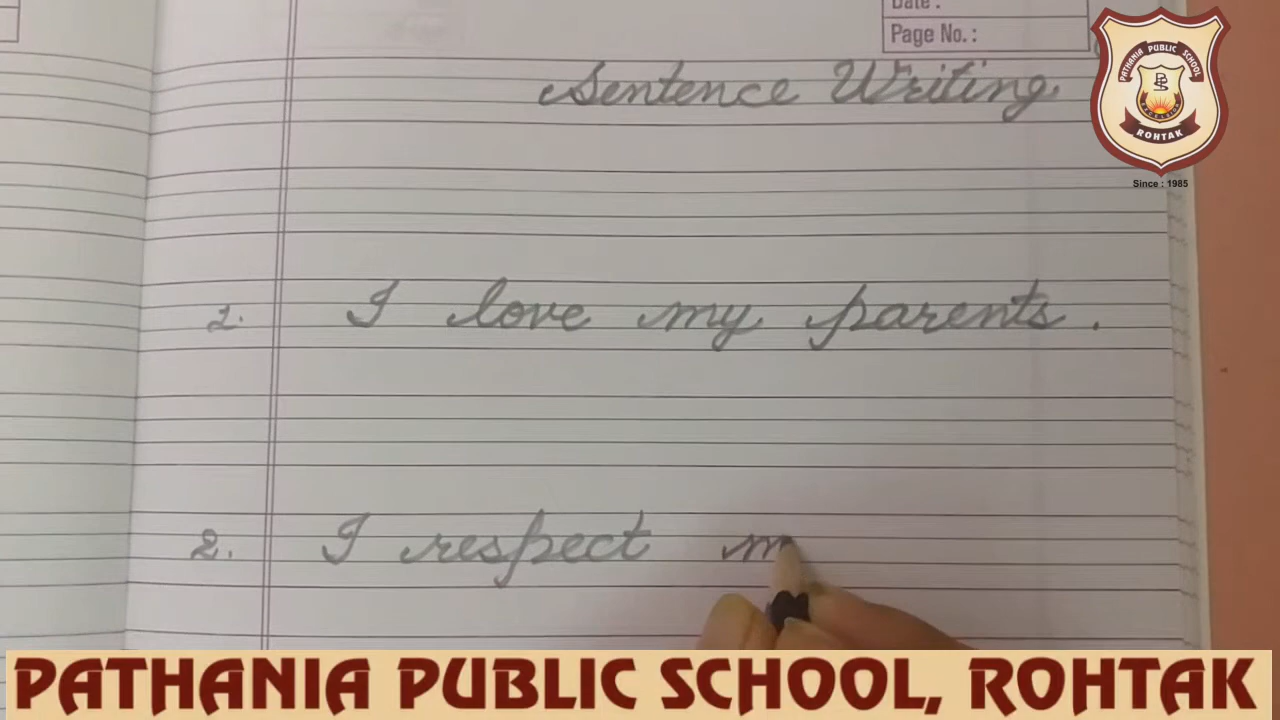 Date :
Page No. :
Sentence Writing.
1. I love my parents.
2. I respect m
PATHANIA PUBLIC SCHOOL
ROHTAK
Since : 1985
PATHANIA PUBLIC SCHOOL, ROHTAK